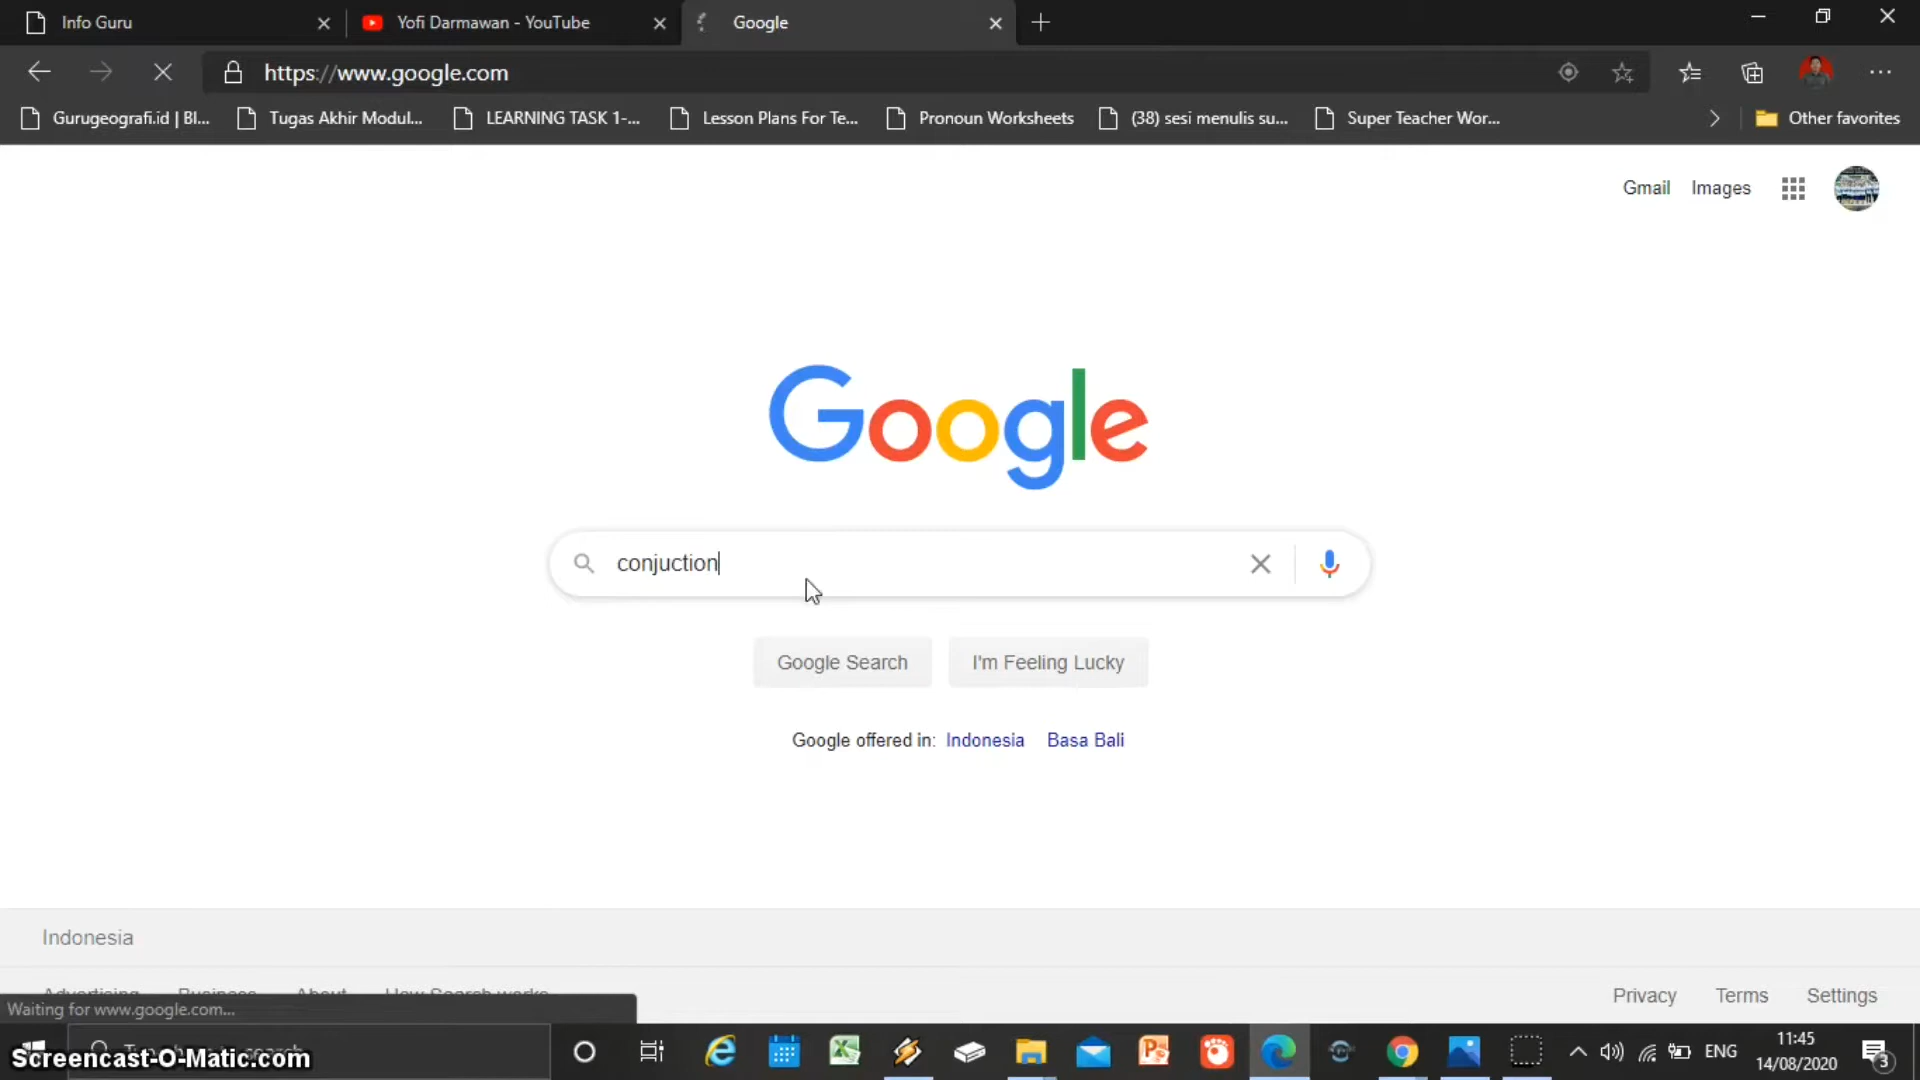 Info Guru
Yofi Darmawan - YouTube
Google
https://www.google.com
Gurugeografi.id | Bl...
Tugas Akhir Modul...
LEARNING TASK 1-...
Lesson Plans For Te...
Pronoun Worksheets
(38) sesi menulis su...
Super Teacher Wor...
Other favorites
Gmail Images
Google
conjuction
Google Search
I'm Feeling Lucky
Google offered in: Indonesia Basa Bali
Indonesia
Advertising Business About How Search works
Privacy Terms Settings
Waiting for www.google.com...
Screencast-O-Matic.com
ENG
11:45
14/08/2020
3